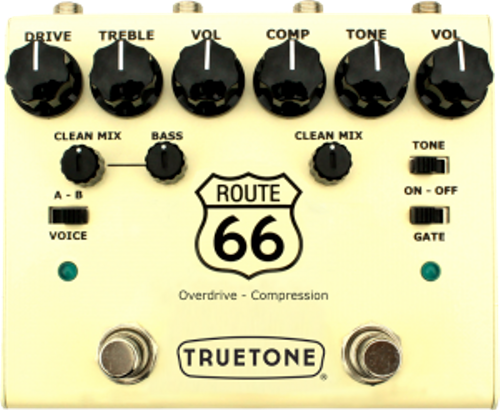 DRIVE TREBLE VOL COMP TONE VOL
CLEAN MIX BASS CLEAN MIX TONE
A - B ON - OFF
VOICE GATE
ROUTE
66
Overdrive - Compression
TRUETONE®